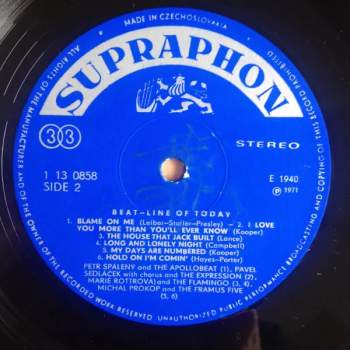 MADE IN CZECHOSLOVAKIA
SUPRAPHON
ALL RIGHTS OF THE MANUFACTURER AND OF THE OWNER OF THE RECORDED WORK RESERVED. UNAUTHORIZED PUBLIC PERFORMANCE BROADCASTING AND COPYING OF THIS RECORD PROHIBITED
33
STEREO
1 13 0858
SIDE 2
E 1940
Ⓟ 1971
BEAT-LINE OF TODAY
1. BLAME ON ME (Leiber-Stoller-Presley) – 2. I LOVE
YOU MORE THAN YOU'LL EVER KNOW (Kooper)
3. THE HOUSE THAT JACK BUILT (Lance)
4. LONG AND LONELY NIGHT (Campbell)
5. MY DAYS ARE NUMBERED (Kooper)
6. HOLD ON I'M COMIN' (Hayes-Porter)
PETR SPALENÝ and THE APOLLOBEAT (1), PAVEL
SEDLÁČEK with chorus and THE EXPRESSION (2),
MARIE ROTTROVÁ and THE FLAMINGO (3, 4),
MICHAL PROKOP and THE FRAMUS FIVE
(5, 6)